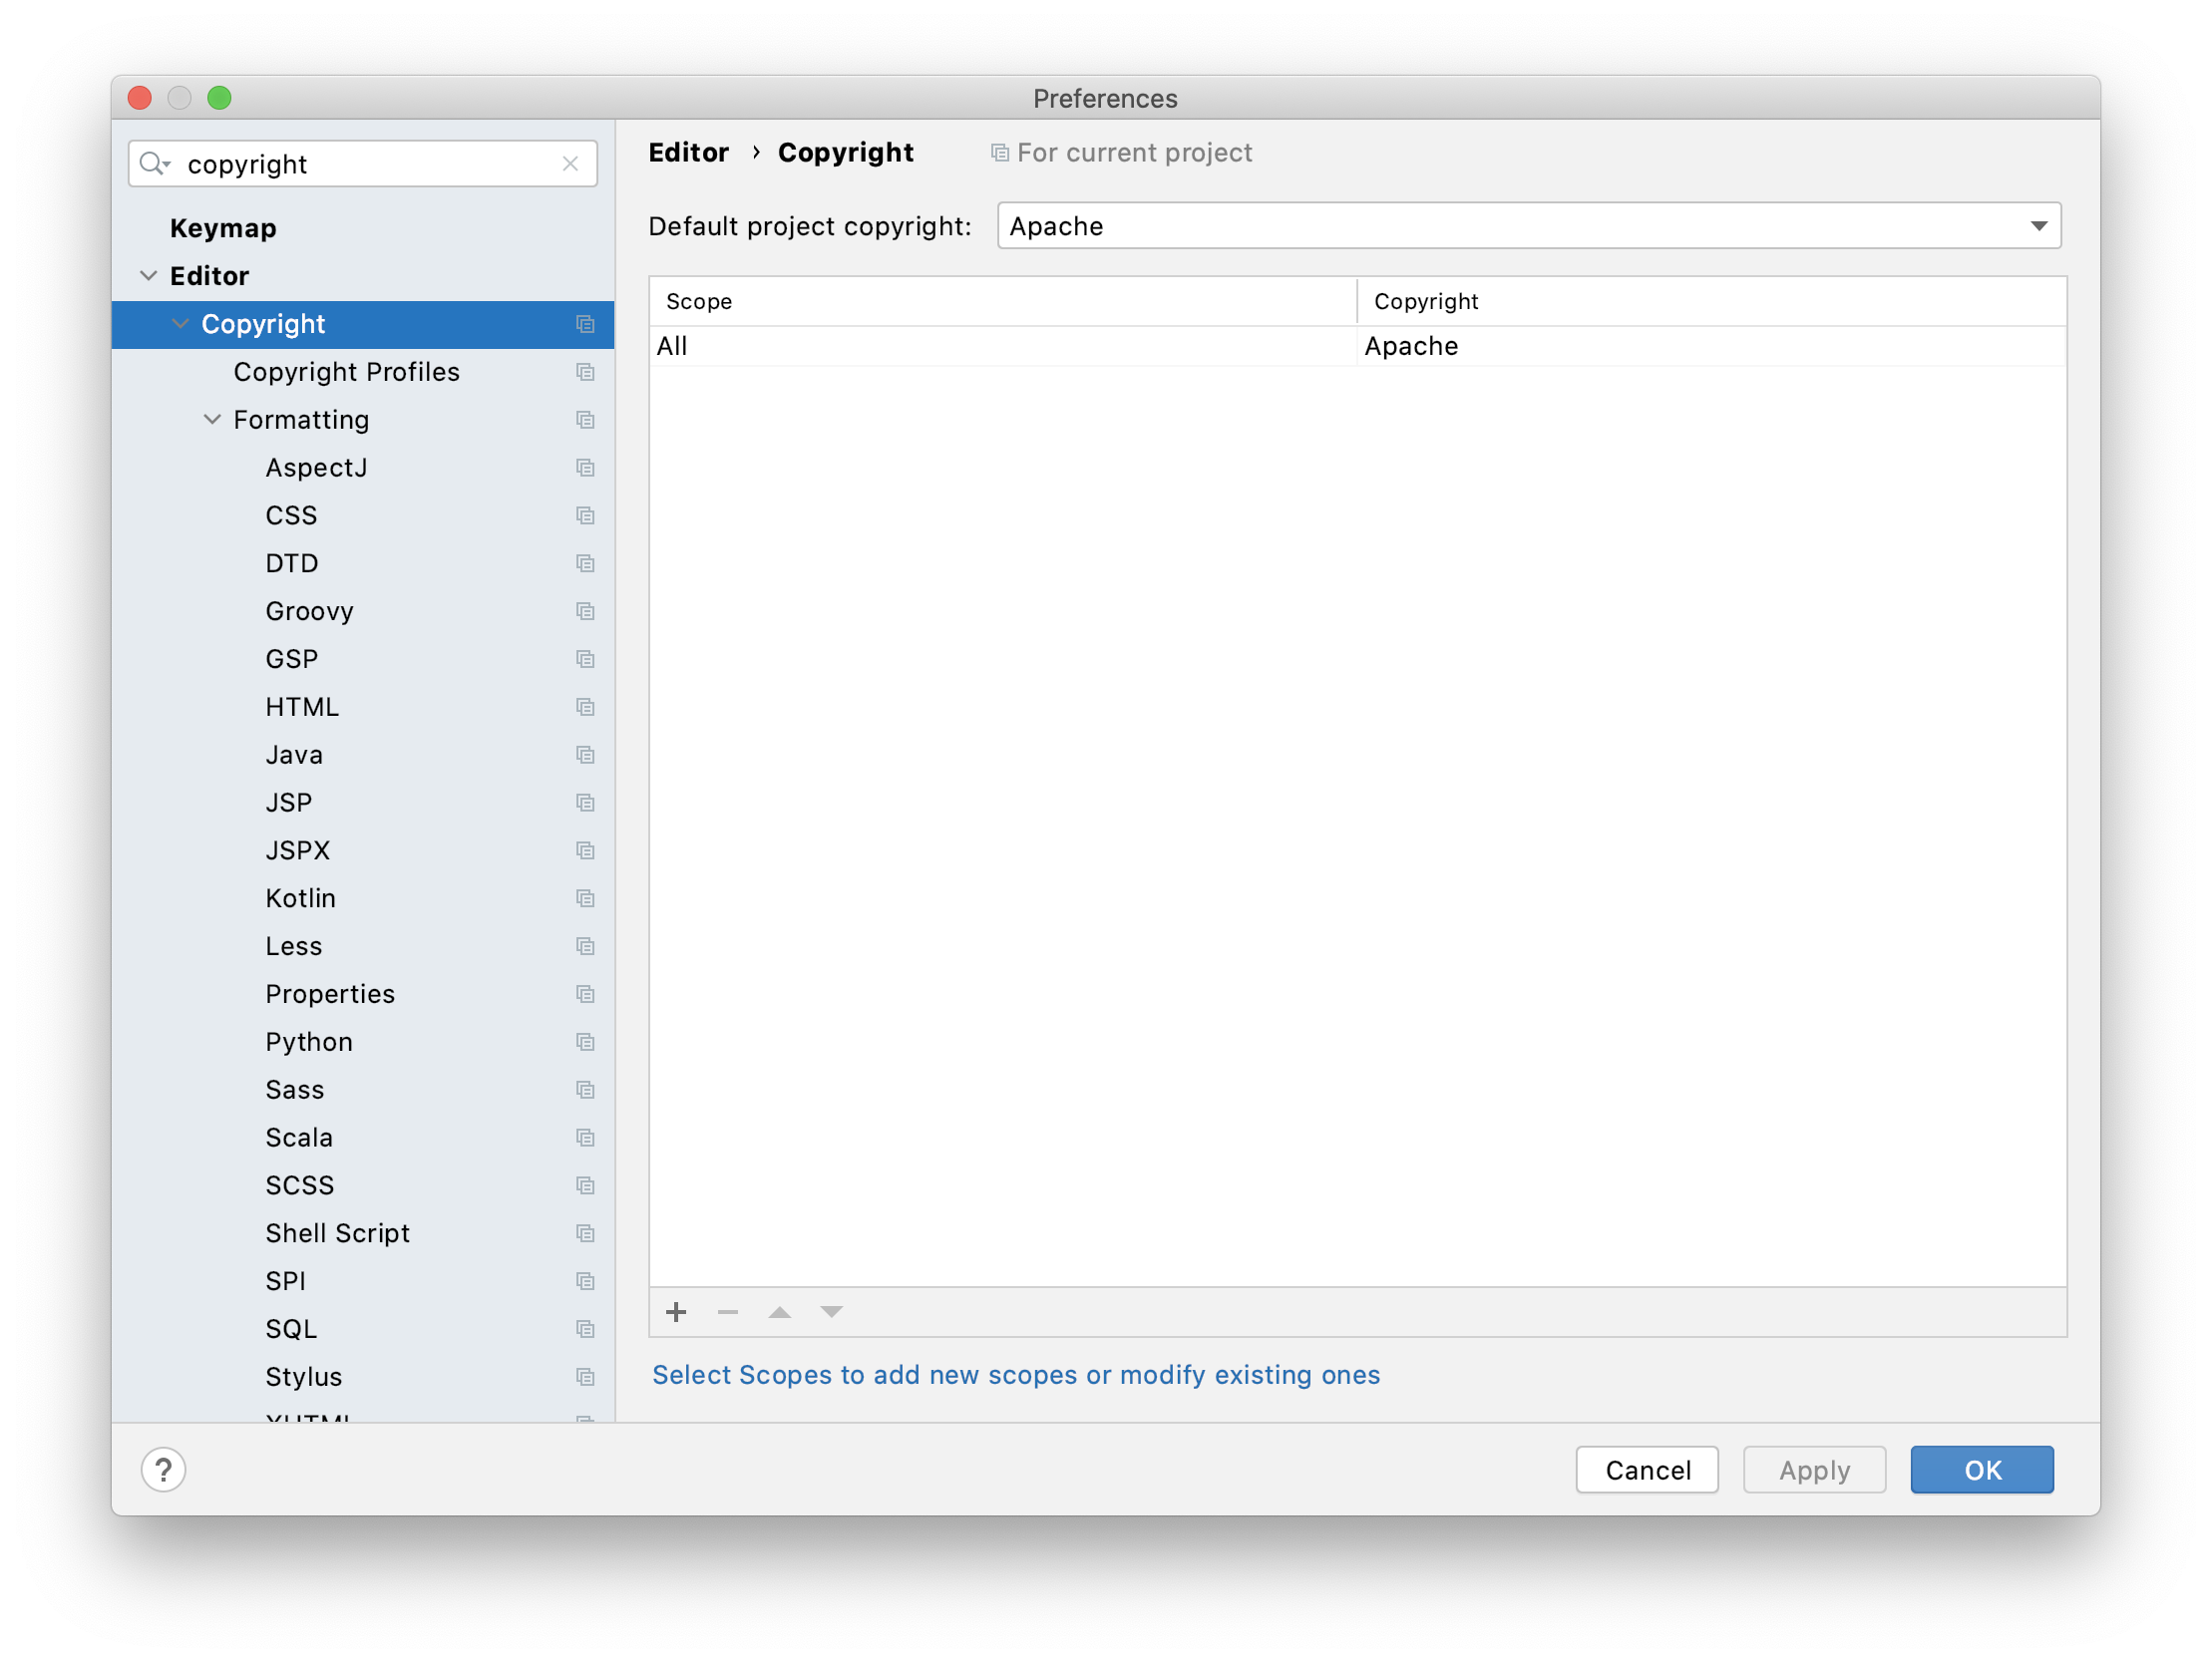 Preferences
copyright
Keymap
Editor
Copyright
Copyright Profiles
Formatting
AspectJ
CSS
DTD
Groovy
GSP
HTML
Java
JSP
JSPX
Kotlin
Less
Properties
Python
Sass
Scala
SCSS
Shell Script
SPI
SQL
Stylus
XHTML
Editor › Copyright For current project
Default project copyright: Apache
Scope Copyright
All Apache
Select Scopes to add new scopes or modify existing ones
? Cancel Apply OK